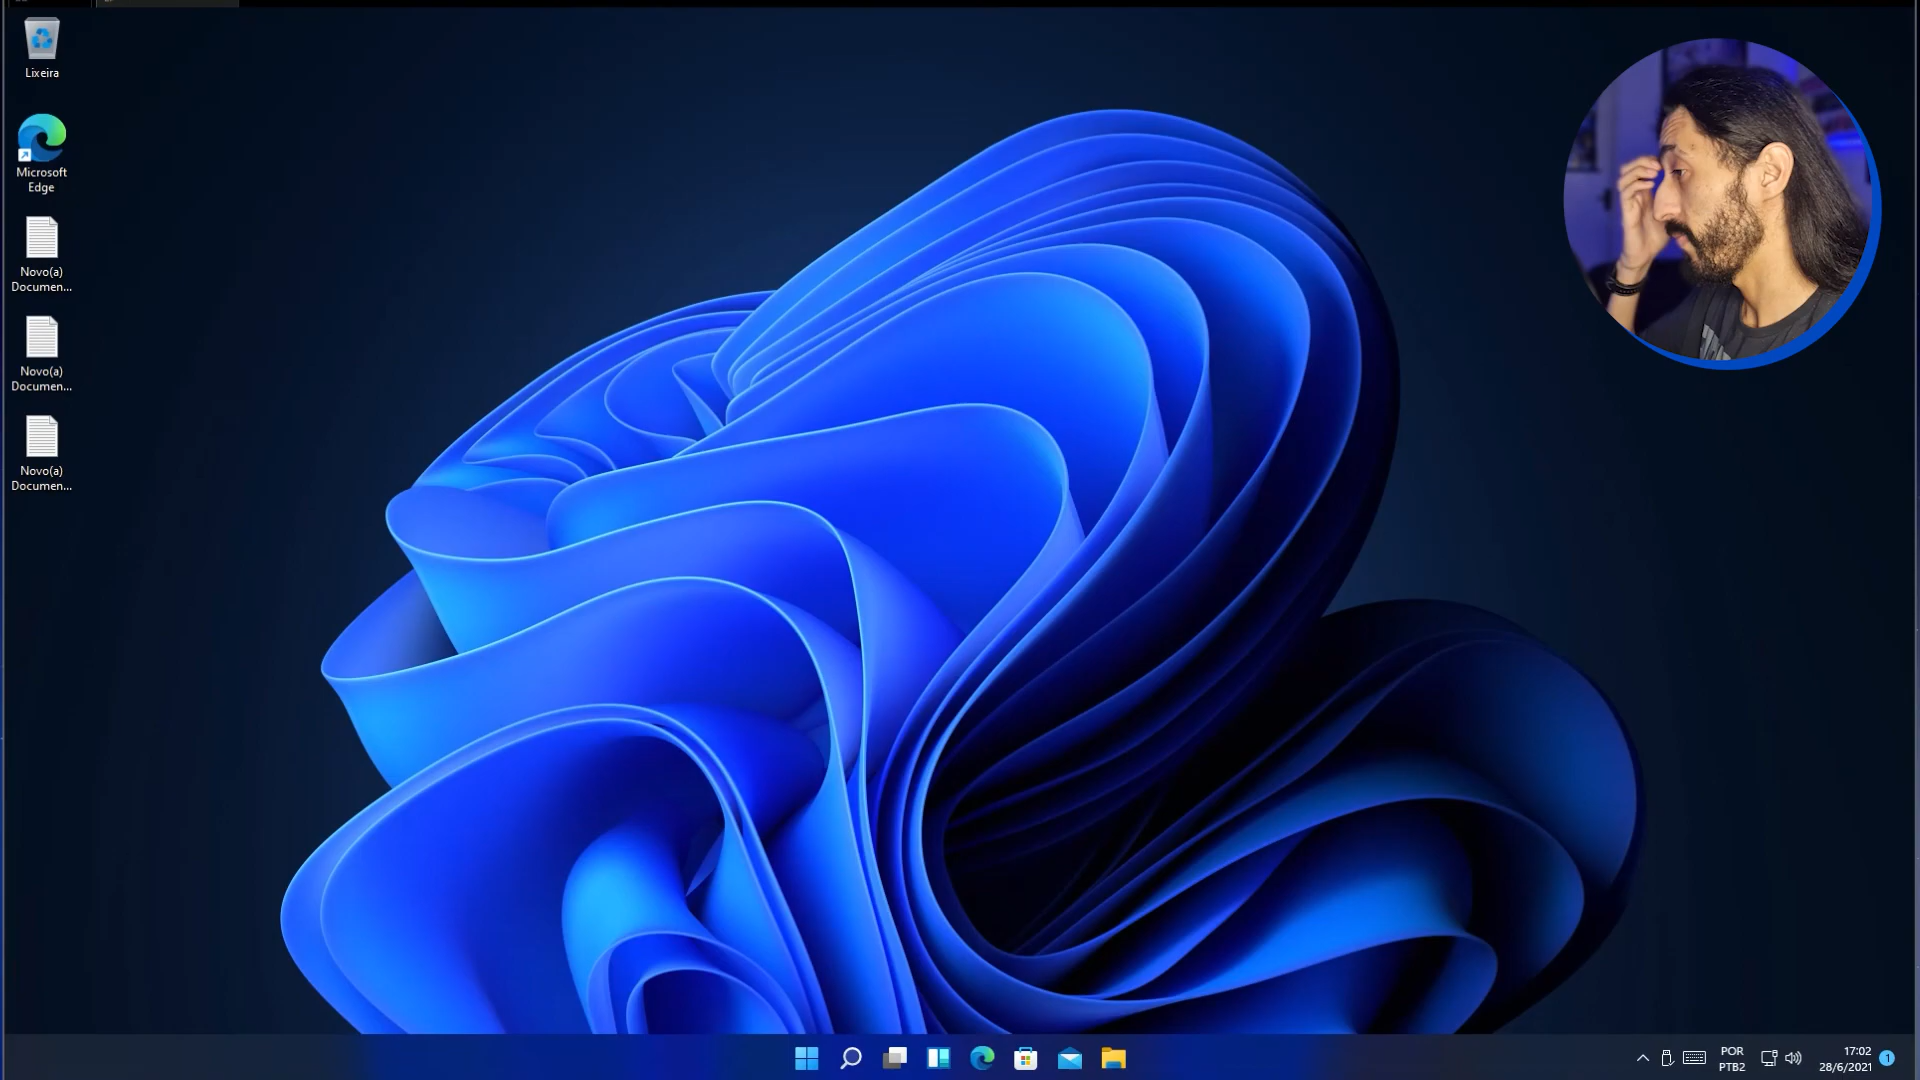 Lixeira
Microsoft
Edge
Novo(a)
Documen...
Novo(a)
Documen...
Novo(a)
Documen...
POR
PTB2
17:02
28/6/2021
1